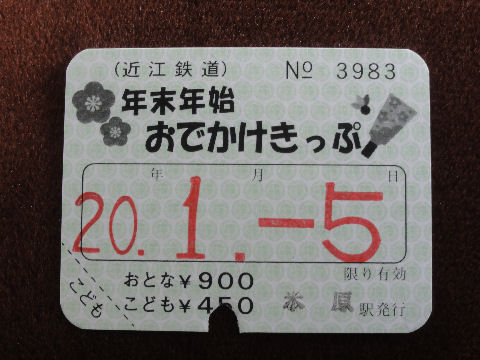 (近江鉄道) № 3983
年末年始
おでかけきっぷ
年 月 日
20. 1. -5
おとな¥900 限り有効
こども¥450 米原 駅発行
こども